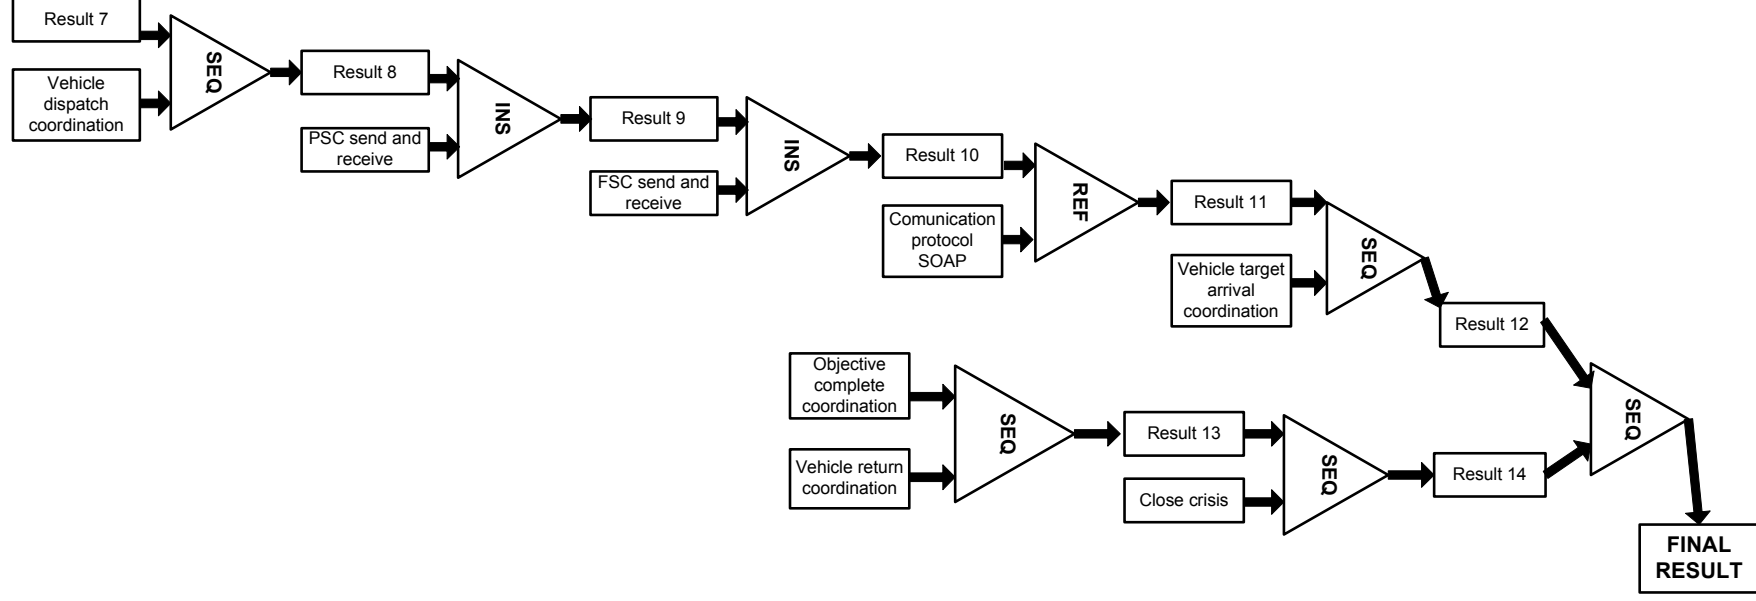 Result 7
Vehicle
dispatch
coordination
SEQ
Result 8
PSC send and
receive
INS
Result 9
FSC send and
receive
INS
Result 10
Comunication
protocol
SOAP
REF
Result 11
Vehicle target
arrival
coordination
SEQ
Result 12
Objective
complete
coordination
Vehicle return
coordination
SEQ
Result 13
Close crisis
SEQ
Result 14
SEQ
FINAL
RESULT